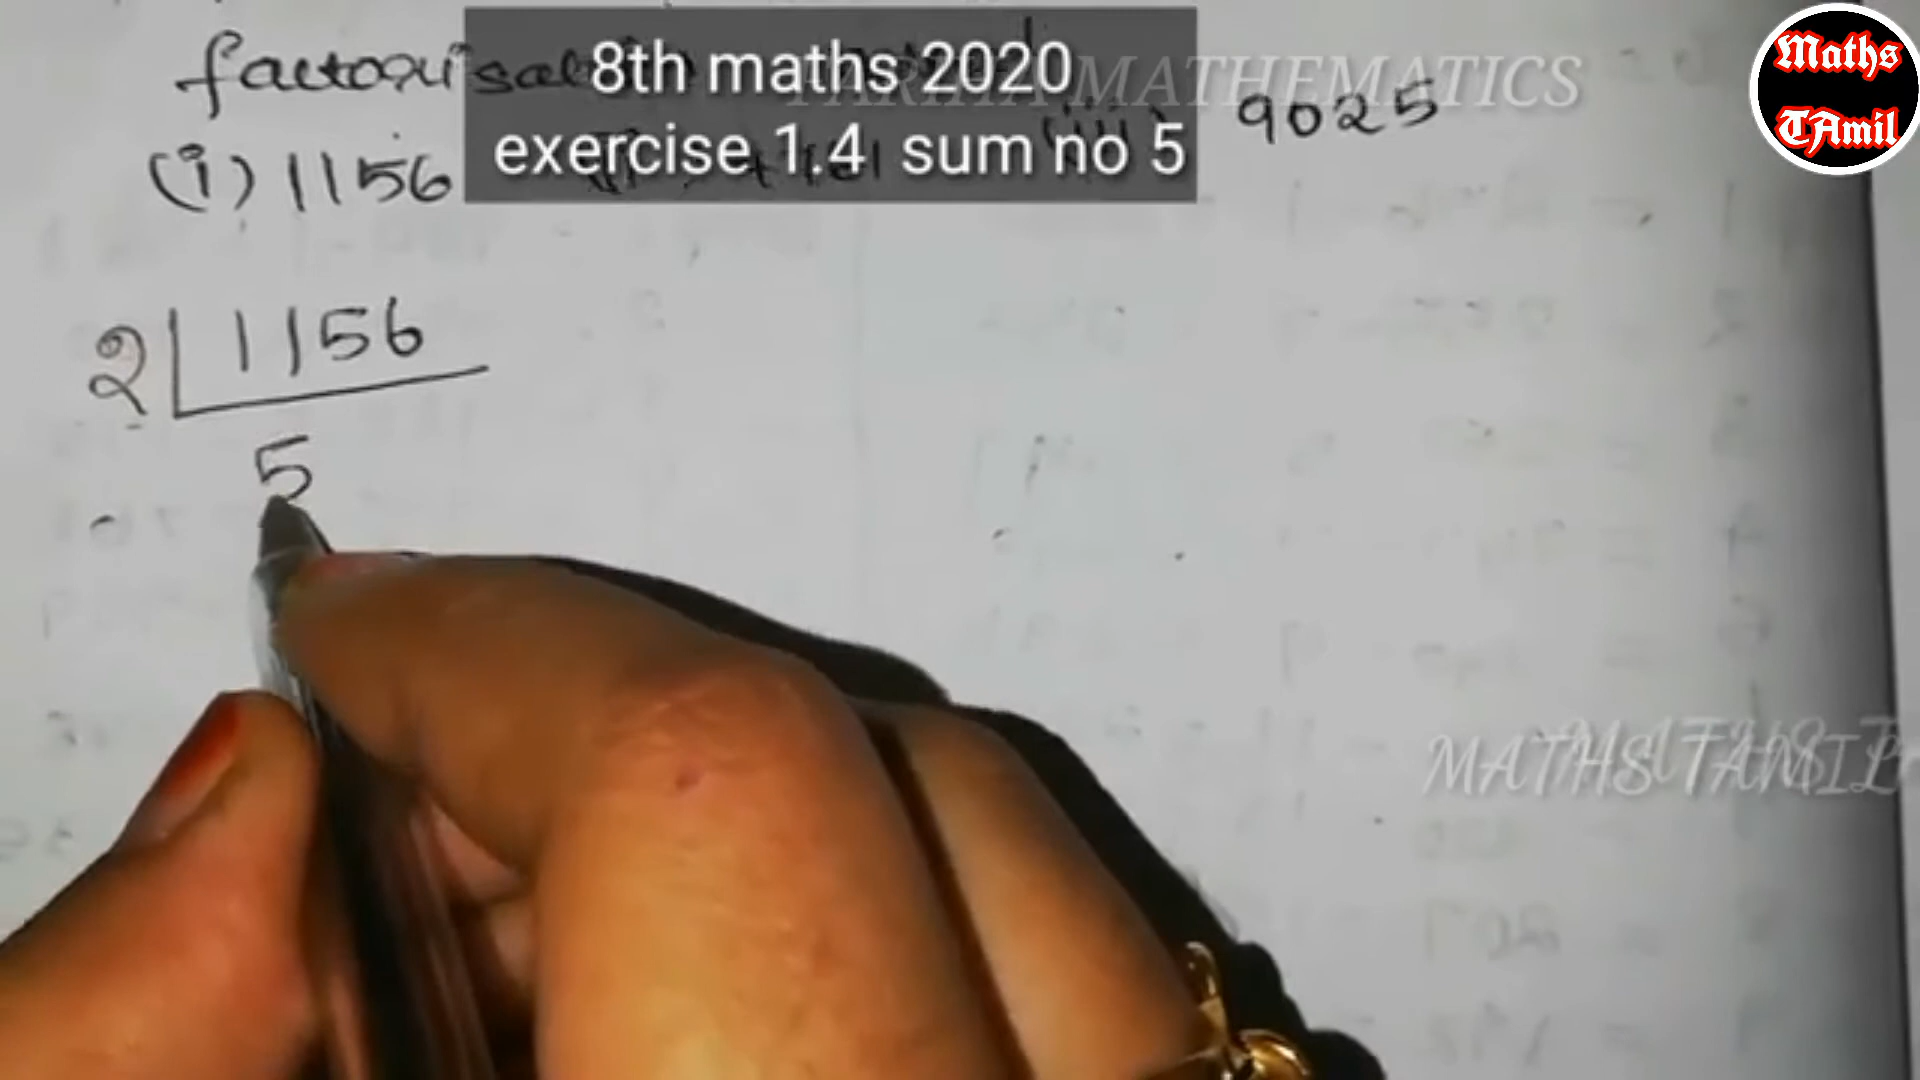 8th maths 2020
exercise 1.4 sum no 5
MATHEMATICS
Maths
TAmil
(i) 1156
9025
2 1156
5
MATHS TAMIL